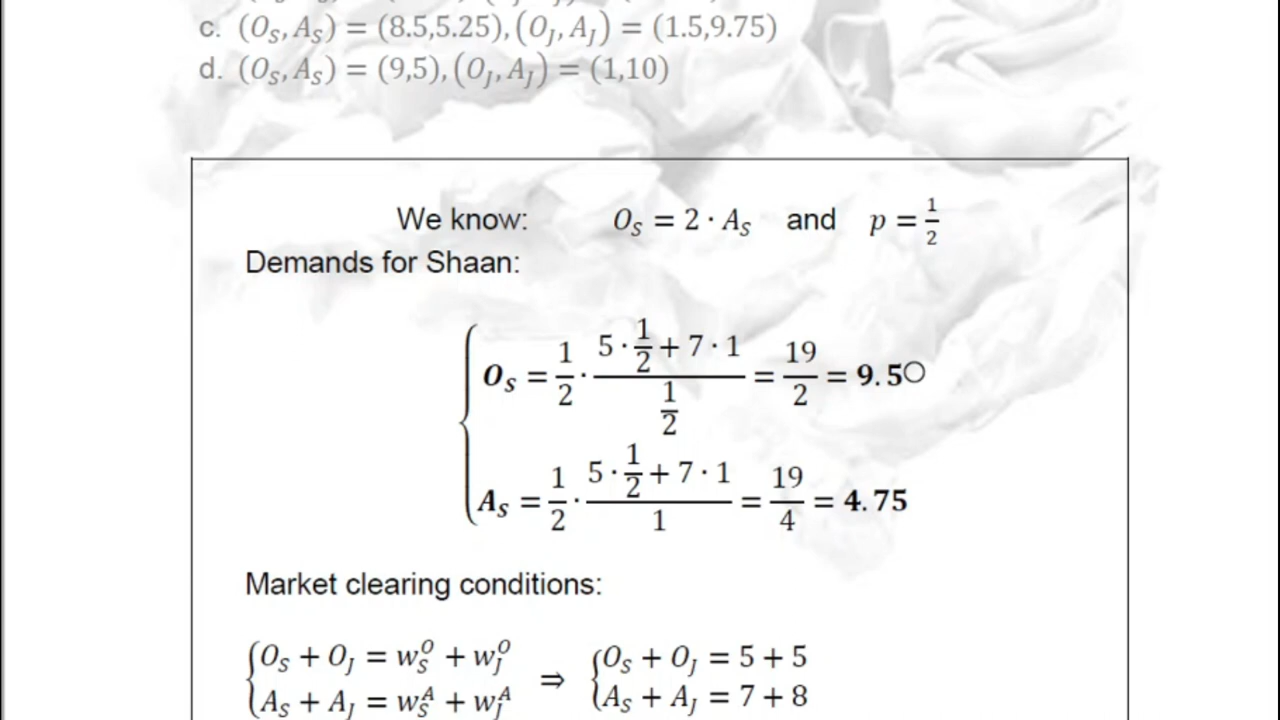 c. (O_S, A_S) = (8.5,5.25), (O_J, A_J) = (1.5,9.75)
d. (O_S, A_S) = (9,5), (O_J, A_J) = (1,10)
We know: O_S = 2 · A_S and p = 1/2
Demands for Shaan:
O_S = 1/2 · (5 · 1/2 + 7 · 1)/(1/2) = 19/2 = 9.5
A_S = 1/2 · (5 · 1/2 + 7 · 1)/1 = 19/4 = 4.75
Market clearing conditions:
{O_S + O_J = w_S^O + w_J^O ⇒ {O_S + O_J = 5 + 5
A_S + A_J = w_S^A + w_J^A A_S + A_J = 7 + 8